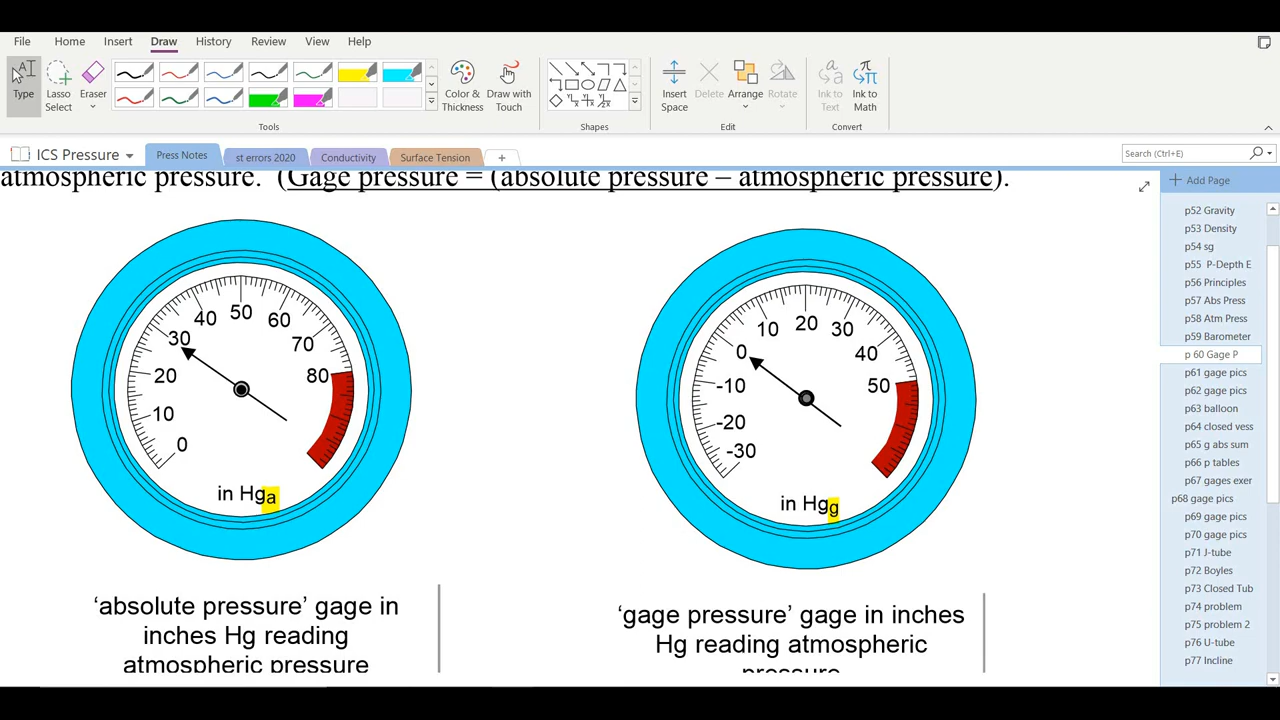 File Home Insert Draw History Review View Help
Type
Lasso Select
Eraser
Color & Thickness
Draw with Touch
Insert Space
Delete
Arrange
Rotate
Ink to Text
Ink to Math
Tools
Shapes
Edit
Convert
ICS Pressure
Press Notes
st errors 2020
Conductivity
Surface Tension
Search (Ctrl+E)
atmospheric pressure. (Gage pressure = (absolute pressure – atmospheric pressure).
0
10
20
30
40
50
60
70
80
in Hga
'absolute pressure' gage in
inches Hg reading
atmospheric pressure
-30
-20
-10
0
10
20
30
40
50
in Hgg
'gage pressure' gage in inches
Hg reading atmospheric
pressure
Add Page
p52 Gravity
p53 Density
p54 sg
p55 P-Depth E
p56 Principles
p57 Abs Press
p58 Atm Press
p59 Barometer
p 60 Gage P
p61 gage pics
p62 gage pics
p63 balloon
p64 closed vess
p65 g abs sum
p66 p tables
p67 gages exer
p68 gage pics
p69 gage pics
p70 gage pics
p71 J-tube
p72 Boyles
p73 Closed Tub
p74 problem
p75 problem 2
p76 U-tube
p77 Incline